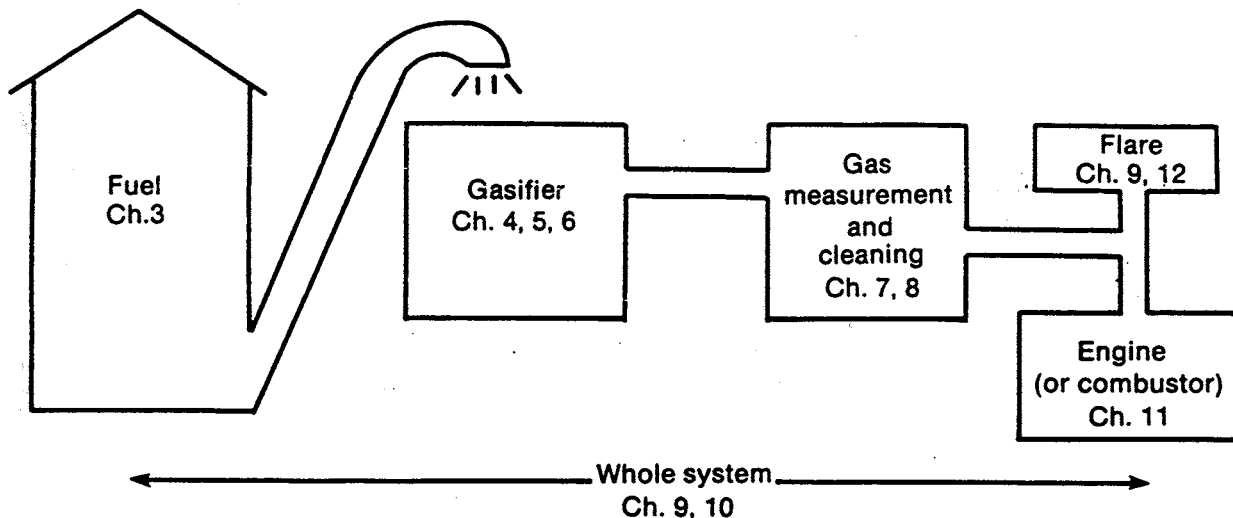 Fuel
Ch.3
Gasifier
Ch. 4, 5, 6
Gas
measurement
and
cleaning
Ch. 7, 8
Flare
Ch. 9, 12
Engine
(or combustor)
Ch. 11
Whole system
Ch. 9, 10